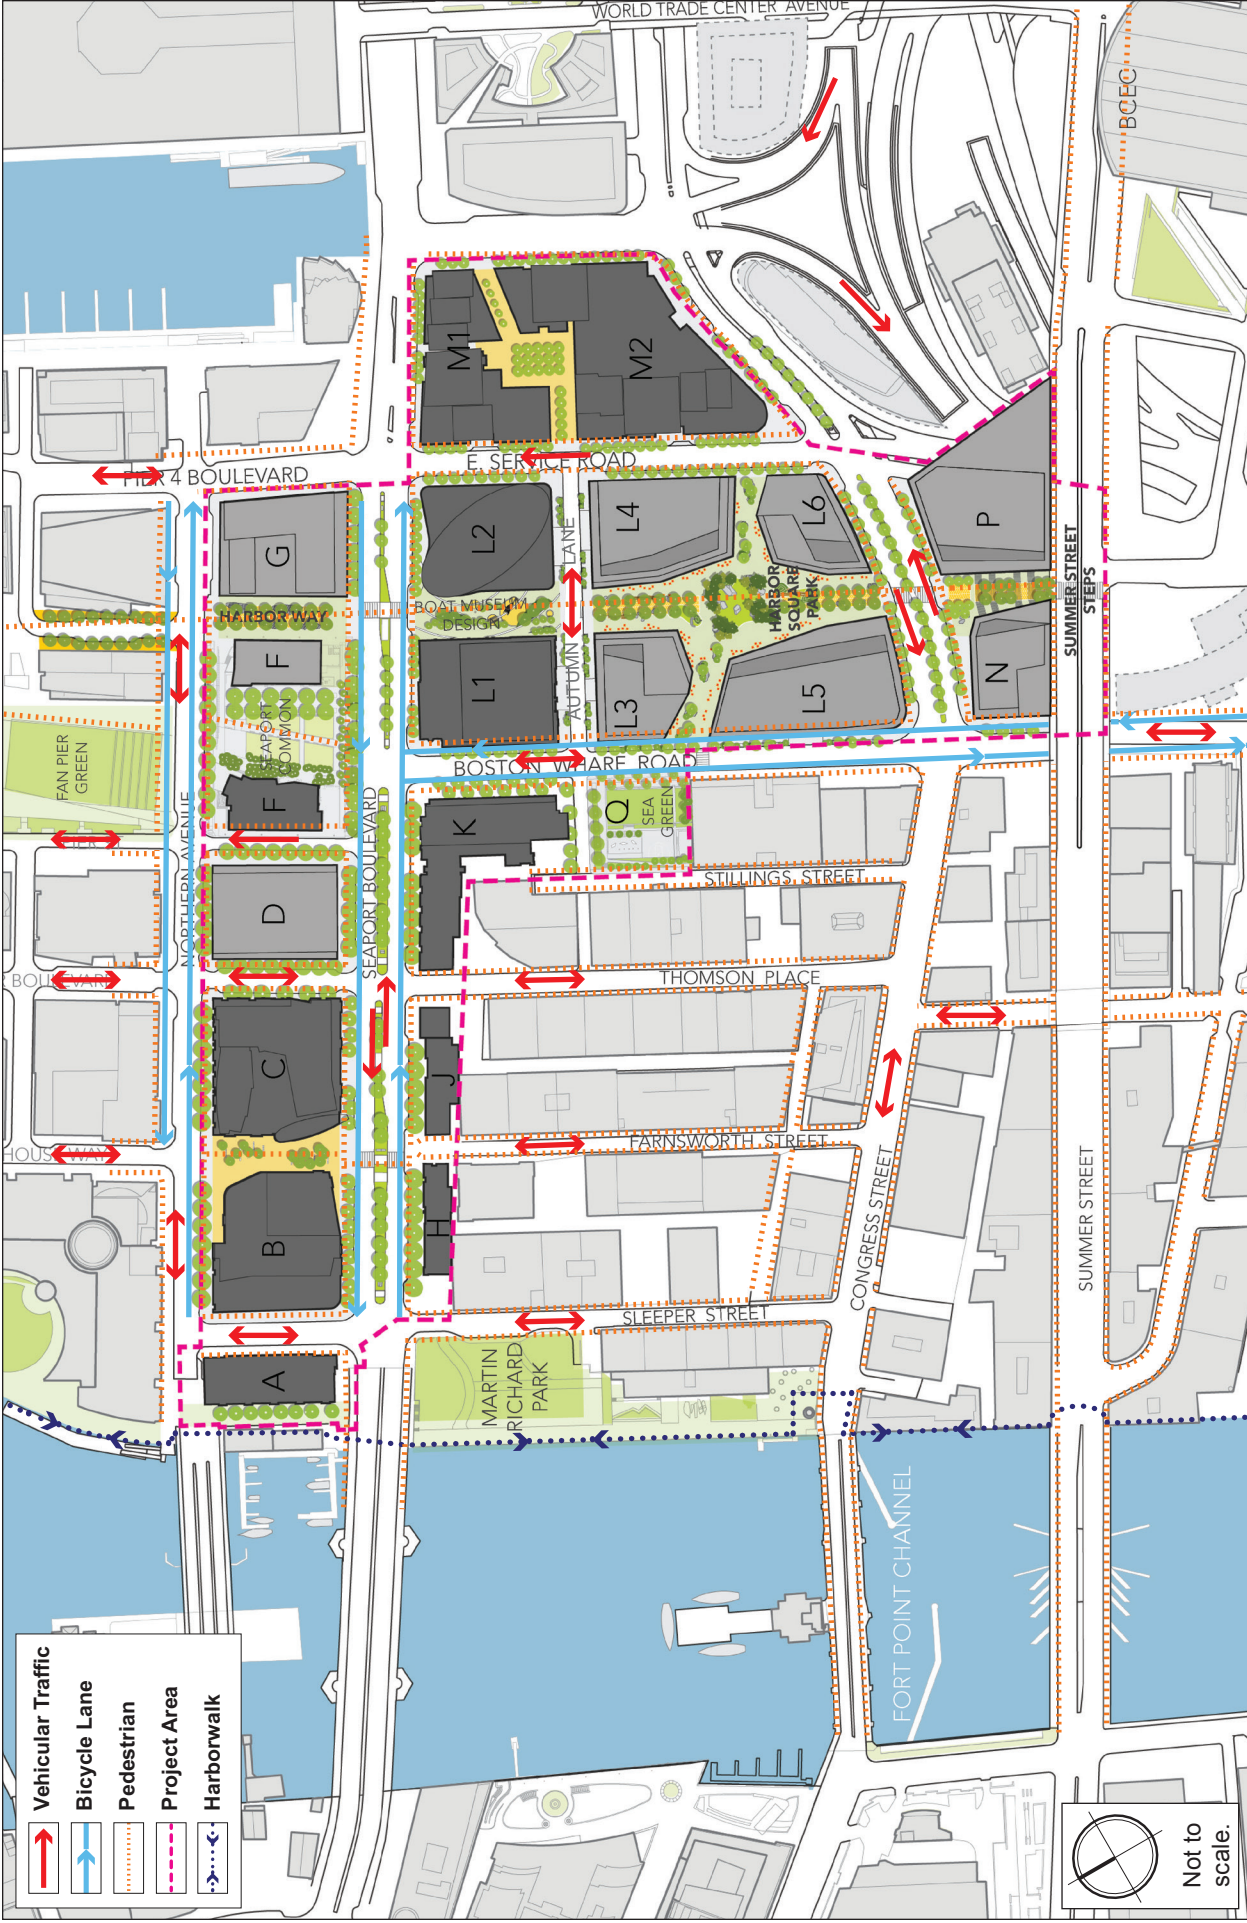 WORLD TRADE CENTER AVENUE
BCEC
PIER 4 BOULEVARD
E. SERVICE ROAD
M1
M2
G
L2
L4
L6
P
HARBOR WAY
BOAT MUSEUM
DESIGN
AUTUMN LANE
HARBOR
SQUARE
PARK
SUMMER STREET
STEPS
F
SEAPORT
COMMON
L1
L3
L5
N
FAN PIER
GREEN
F
BOSTON WHARF ROAD
K
Q
SEA
GREEN
NORTHERN AVENUE
SEAPORT BOULEVARD
STILLINGS STREET
D
BOULEVARD
THOMSON PLACE
C
J
FARNSWORTH STREET
B
H
CONGRESS STREET
SUMMER STREET
SLEEPER STREET
A
MARTIN
RICHARD
PARK
FORT POINT CHANNEL
Vehicular Traffic
Bicycle Lane
Pedestrian
Project Area
Harborwalk
Not to
scale.